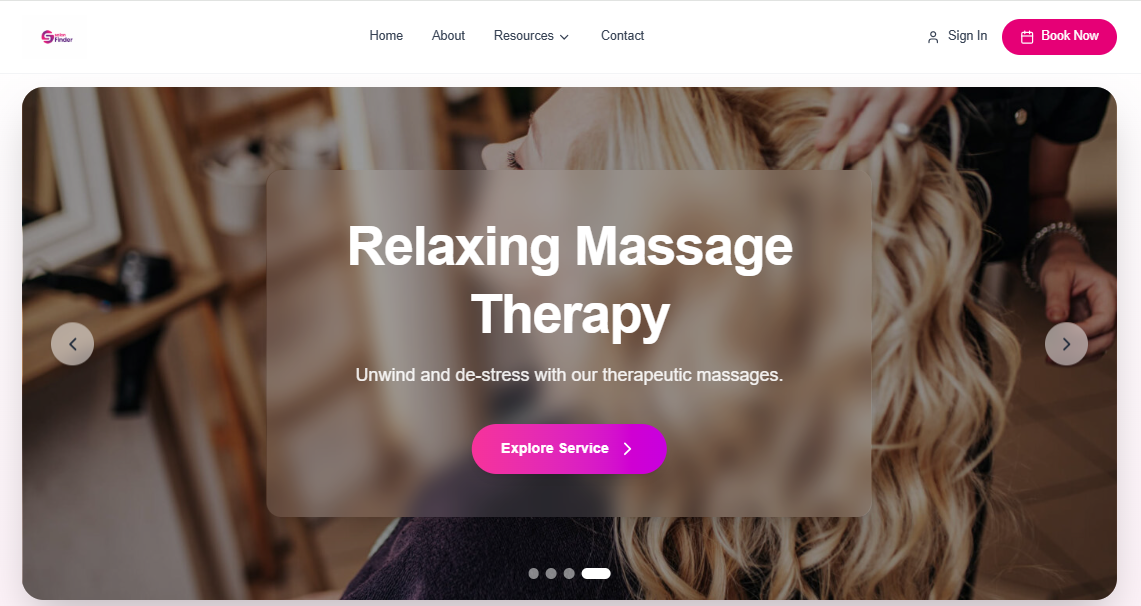 salon
Finder
Home
About
Resources
Contact
Sign In
Book Now
Relaxing Massage
Therapy
Unwind and de-stress with our therapeutic massages.
Explore Service